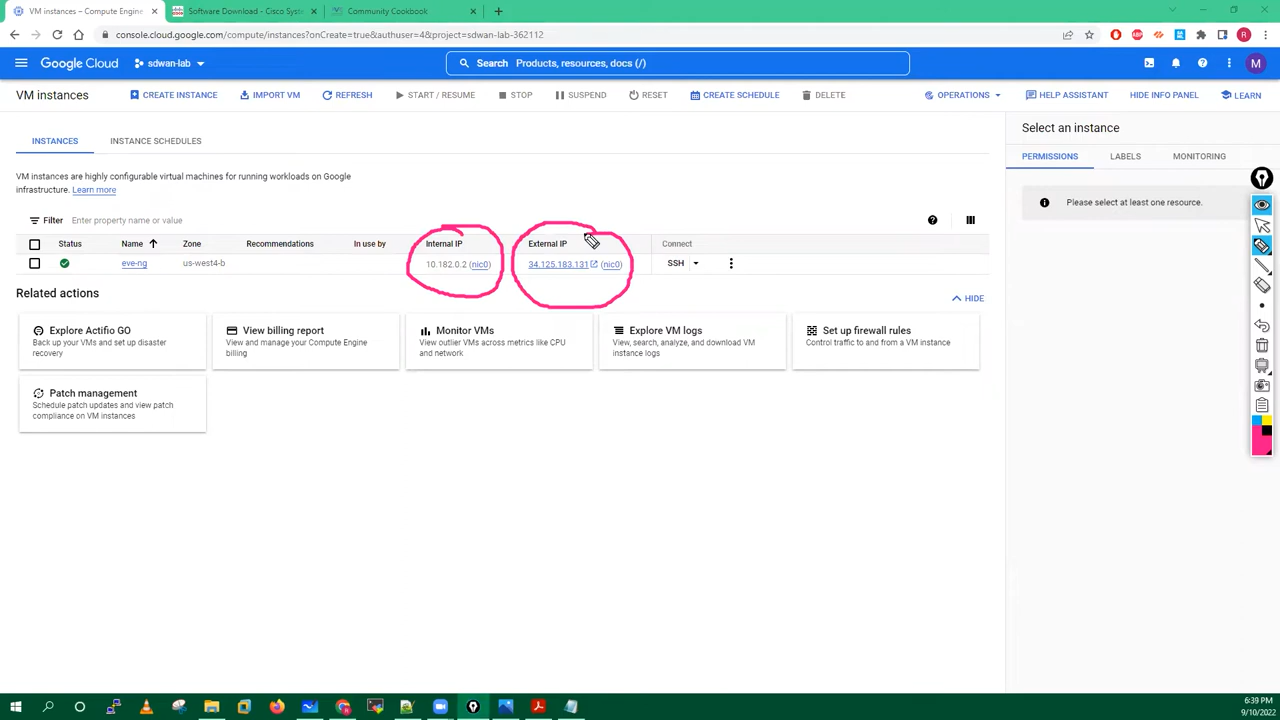 VM instances – Compute Engine
Software Download - Cisco Syste
Community Cookbook
console.cloud.google.com/compute/instances?onCreate=true&authuser=4&project=sdwan-lab-362112
R
Google Cloud
sdwan-lab
Search Products, resources, docs (/)
M
VM instances
CREATE INSTANCE
IMPORT VM
REFRESH
START / RESUME
STOP
SUSPEND
RESET
CREATE SCHEDULE
DELETE
OPERATIONS
HELP ASSISTANT
HIDE INFO PANEL
LEARN
INSTANCES
INSTANCE SCHEDULES
VM instances are highly configurable virtual machines for running workloads on Google
infrastructure. Learn more
Filter Enter property name or value
Status Name Zone Recommendations In use by Internal IP External IP Connect
eve-ng us-west4-b 10.182.0.2 (nic0) 34.125.183.131 (nic0) SSH
Related actions
HIDE
Explore Actifio GO
Back up your VMs and set up disaster
recovery
View billing report
View and manage your Compute Engine
billing
Monitor VMs
View outlier VMs across metrics like CPU
and network
Explore VM logs
View, search, analyze, and download VM
instance logs
Set up firewall rules
Control traffic to and from a VM instance
Patch management
Schedule patch updates and view patch
compliance on VM instances
Select an instance
PERMISSIONS
LABELS
MONITORING
Please select at least one resource.
6:39 PM
9/10/2022